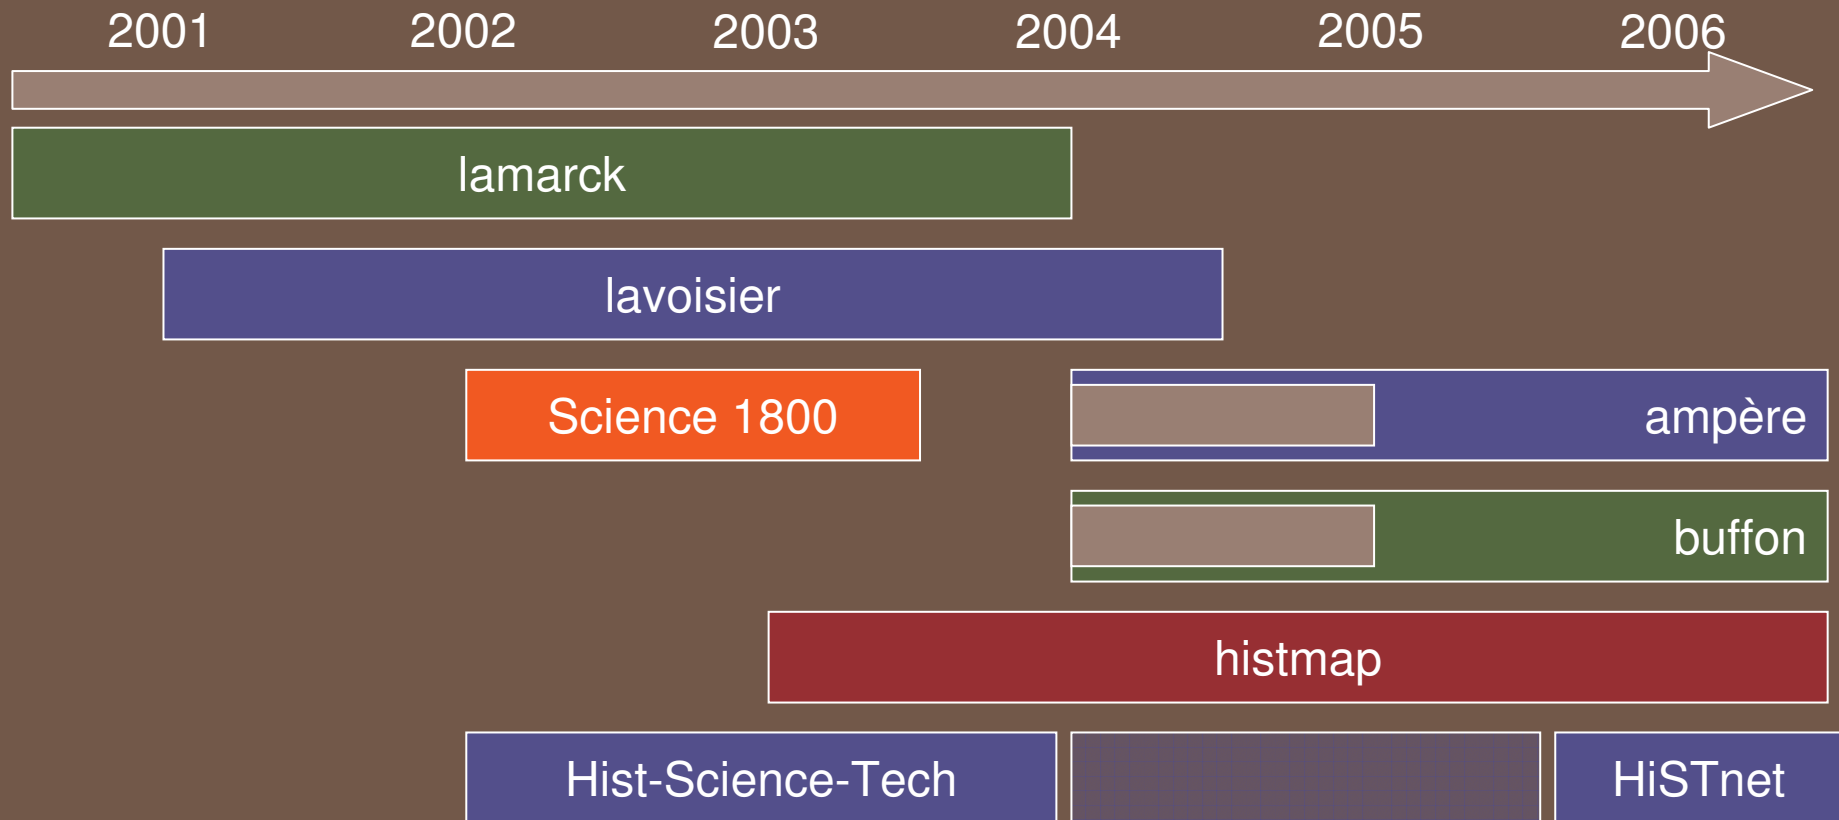 2001 2002 2003 2004 2005 2006
lamarck
lavoisier
Science 1800 ampère
buffon
histmap
Hist-Science-Tech HiSTnet